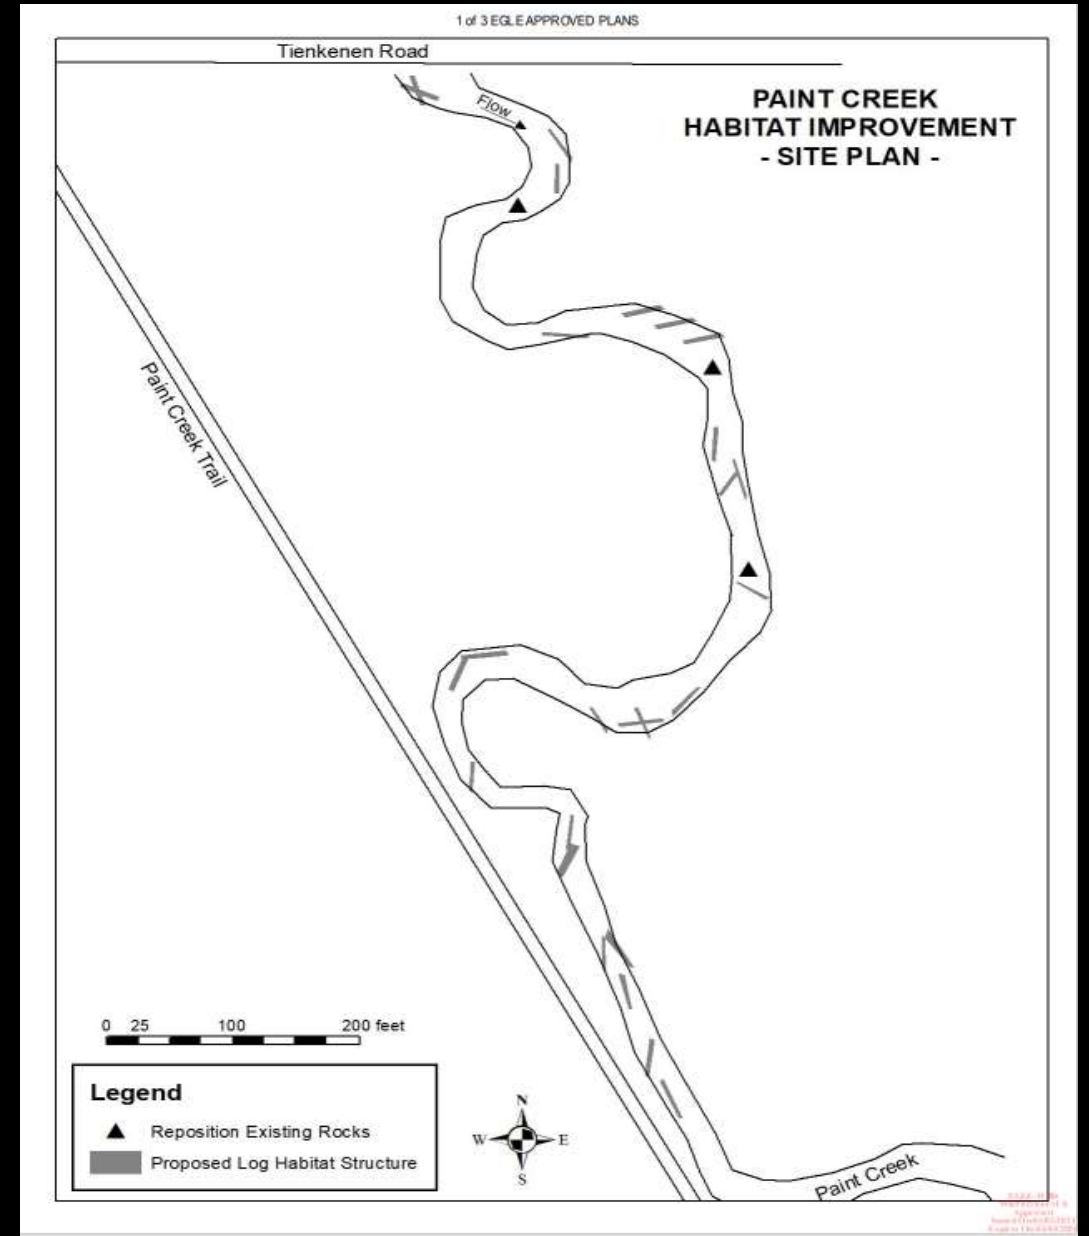 1 of 3 EGLE APPROVED PLANS
Tienkenen Road
PAINT CREEK
HABITAT IMPROVEMENT
- SITE PLAN -
Flow
Paint Creek Trail
0 25 100 200 feet
Legend
Reposition Existing Rocks
Proposed Log Habitat Structure
N
W E
S
Paint Creek
Approved